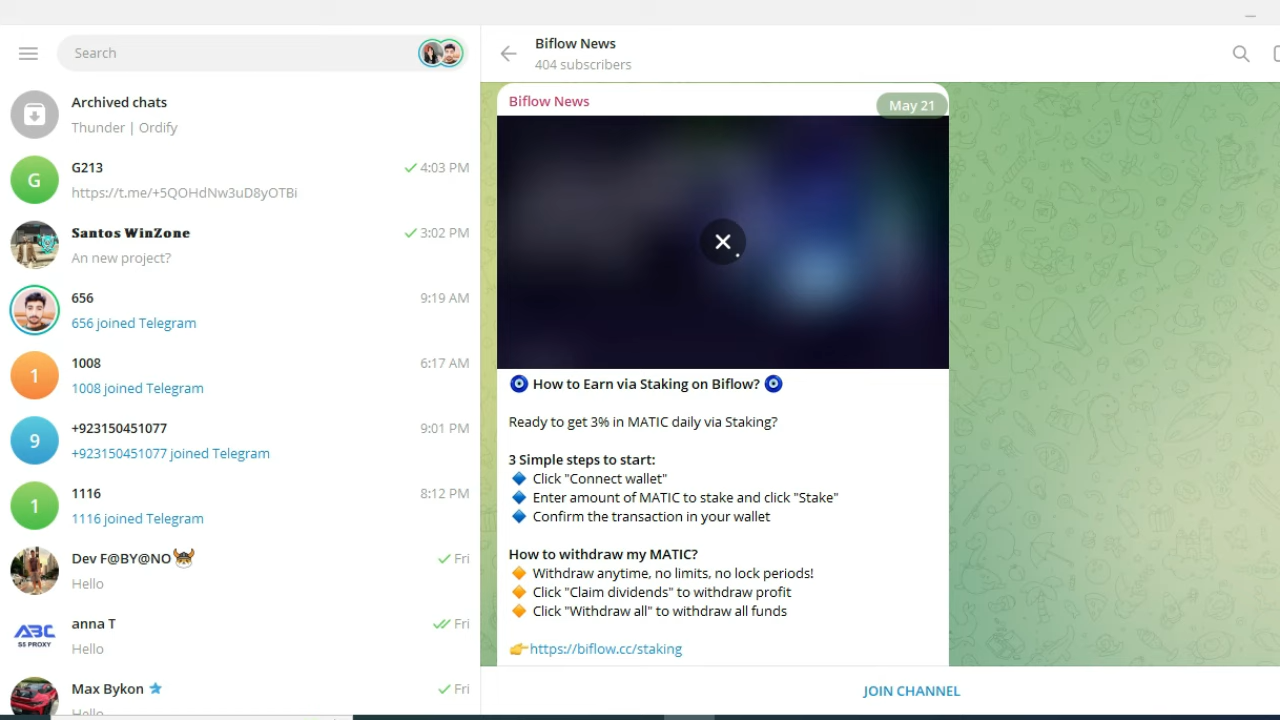 Search
Archived chats
Thunder | Ordify
G
G213
4:03 PM
https://t.me/+5QOHdNw3uD8yOTBi
Santos WinZone
3:02 PM
An new project?
656
9:19 AM
656 joined Telegram
1
1008
6:17 AM
1008 joined Telegram
9
+923150451077
9:01 PM
+923150451077 joined Telegram
1
1116
8:12 PM
1116 joined Telegram
Dev F@BY@NO
Fri
Hello
ABC
S5 PROXY
anna T
Fri
Hello
Max Bykon
Fri
Hello
Biflow News
404 subscribers
Biflow News
May 21
How to Earn via Staking on Biflow?
Ready to get 3% in MATIC daily via Staking?
3 Simple steps to start:
Click "Connect wallet"
Enter amount of MATIC to stake and click "Stake"
Confirm the transaction in your wallet
How to withdraw my MATIC?
Withdraw anytime, no limits, no lock periods!
Click "Claim dividends" to withdraw profit
Click "Withdraw all" to withdraw all funds
👉https://biflow.cc/staking
JOIN CHANNEL